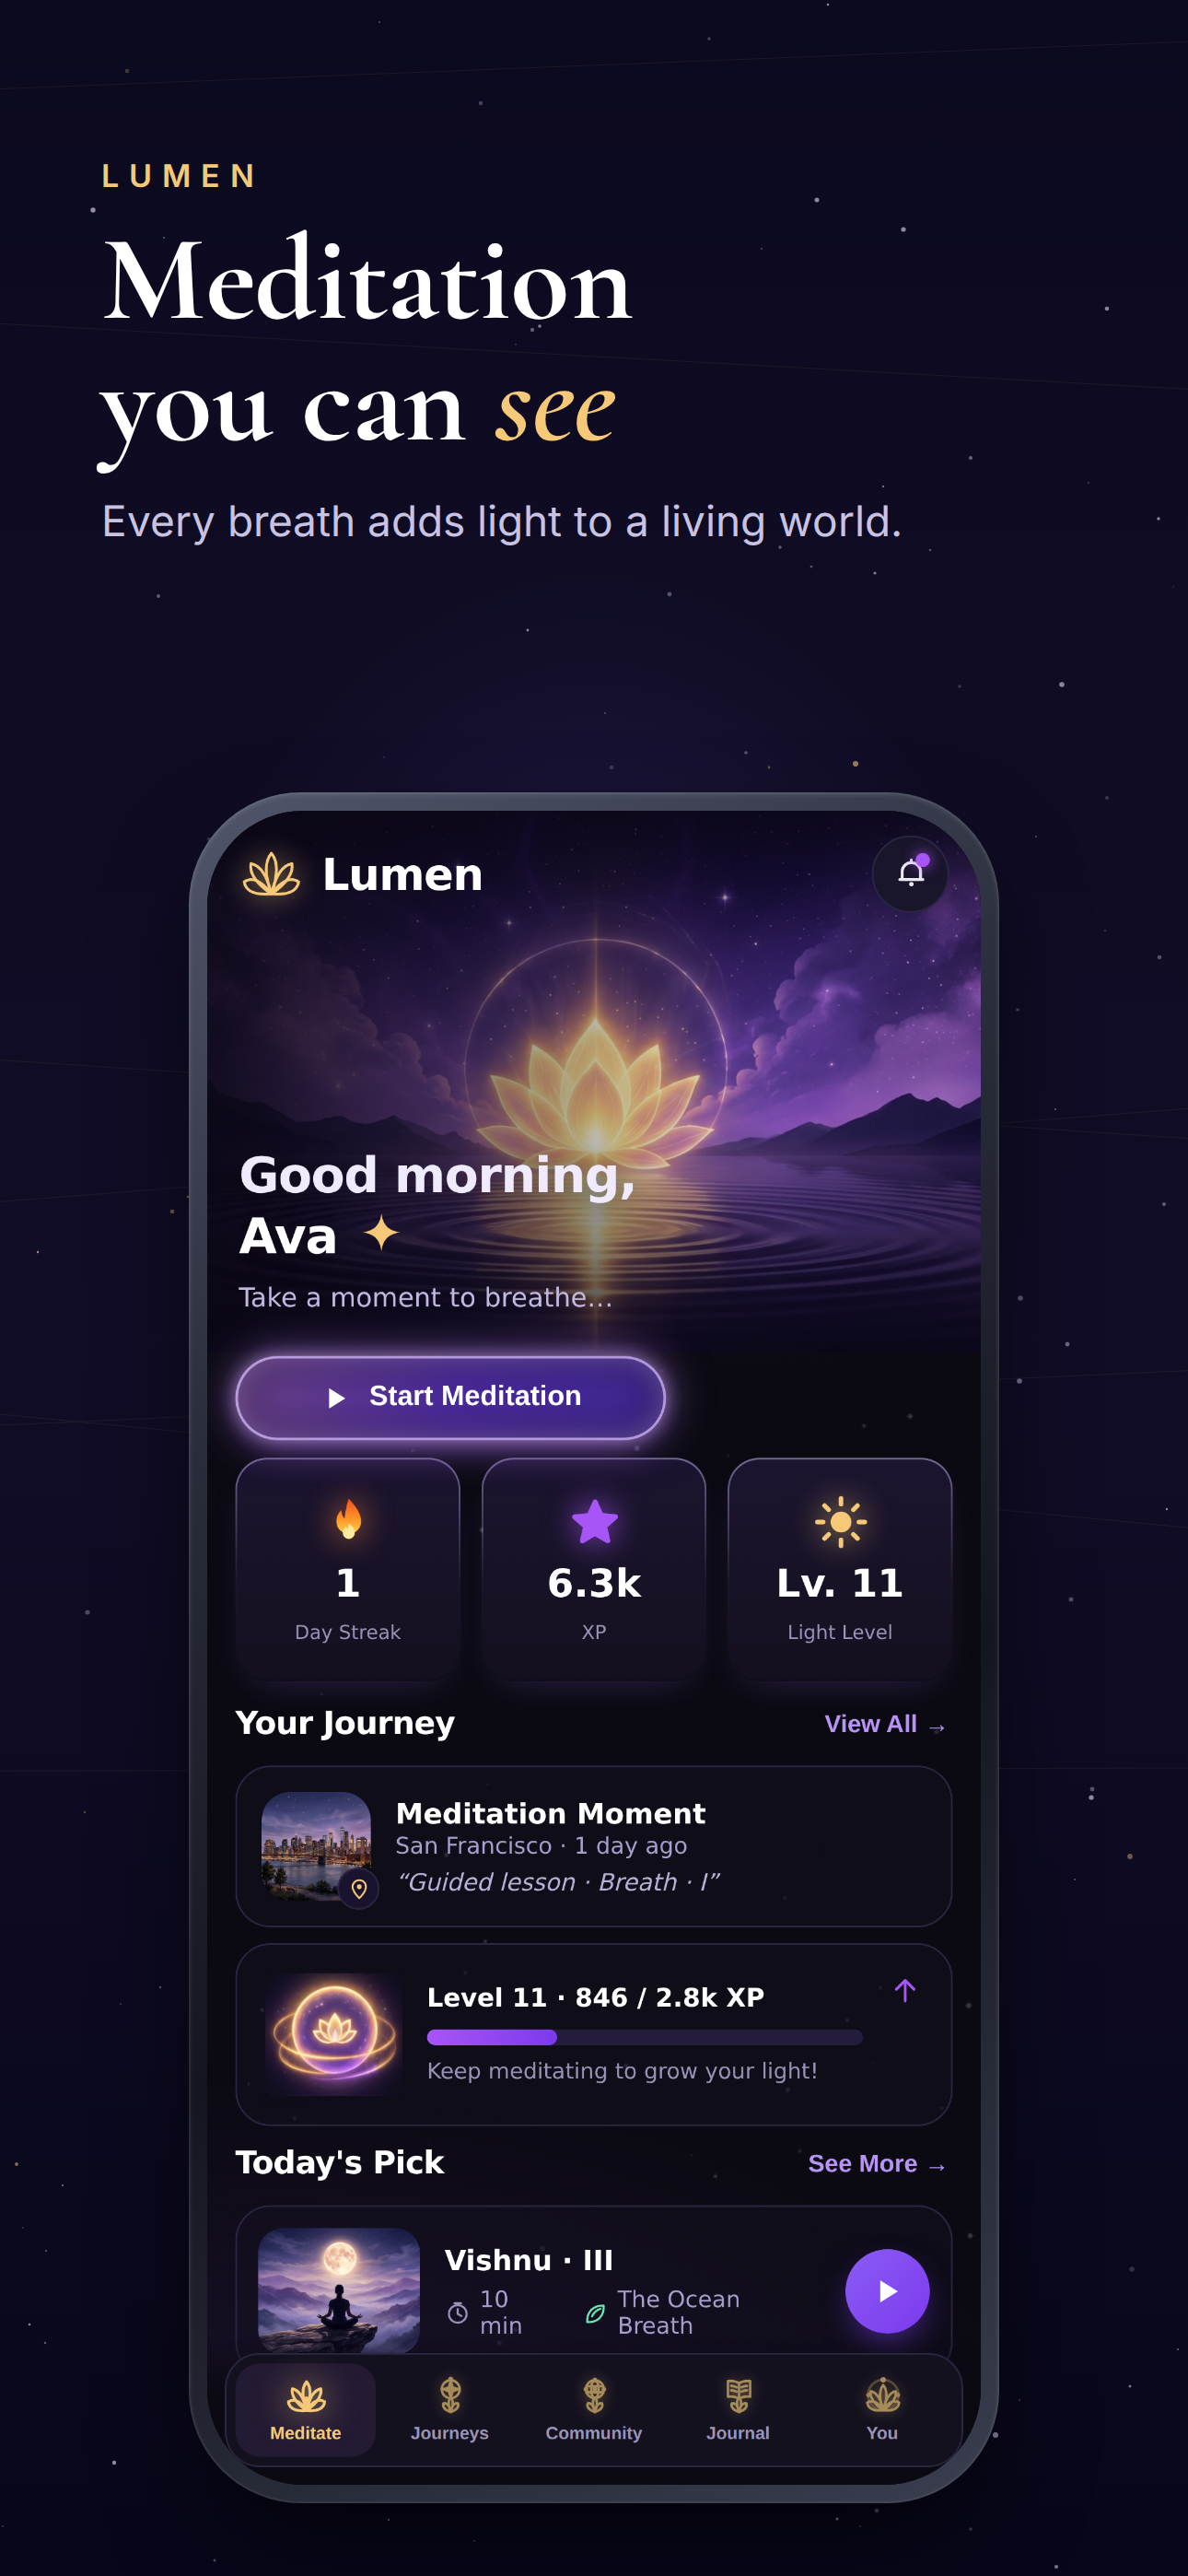 LUMEN
Meditation
you can see
Every breath adds light to a living world.
Lumen
Good morning,
Ava
Take a moment to breathe...
Start Meditation
1
Day Streak
6.3k
XP
Lv. 11
Light Level
Your Journey
View All →
Meditation Moment
San Francisco · 1 day ago
“Guided lesson · Breath · I”
Level 11 · 846 / 2.8k XP
Keep meditating to grow your light!
Today's Pick
See More →
Vishnu · III
10
min
The Ocean
Breath
Meditate
Journeys
Community
Journal
You